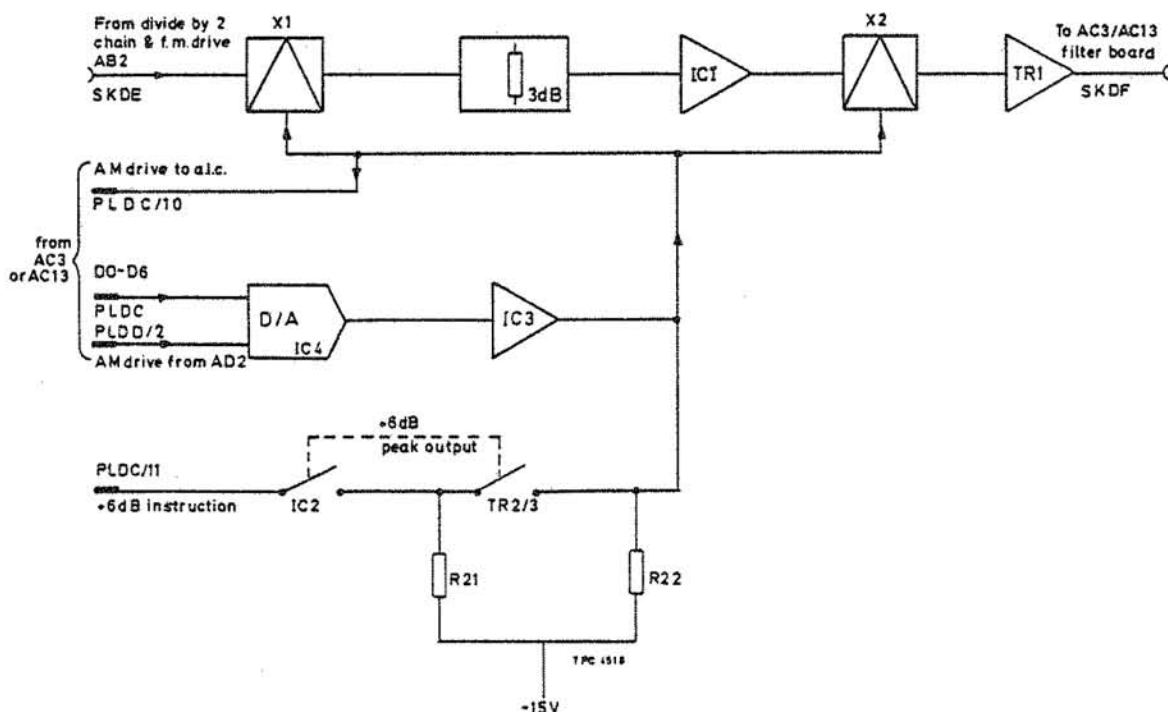 From divide by 2
chain & f.m. drive
AB2
SKDE
X1
3dB
IC1
X2
TR1
To AC3/AC13
filter board
SKDF
AM drive to a.l.c.
PLDC/10
from
AC3
or AC13
D0-D6
PLDC
PLDD/2
AM drive from AD2
D/A
IC4
IC3
+6dB
peak output
PLDC/11
+6dB instruction
IC2
TR2/3
R21
R22
TPC 4518
-15V